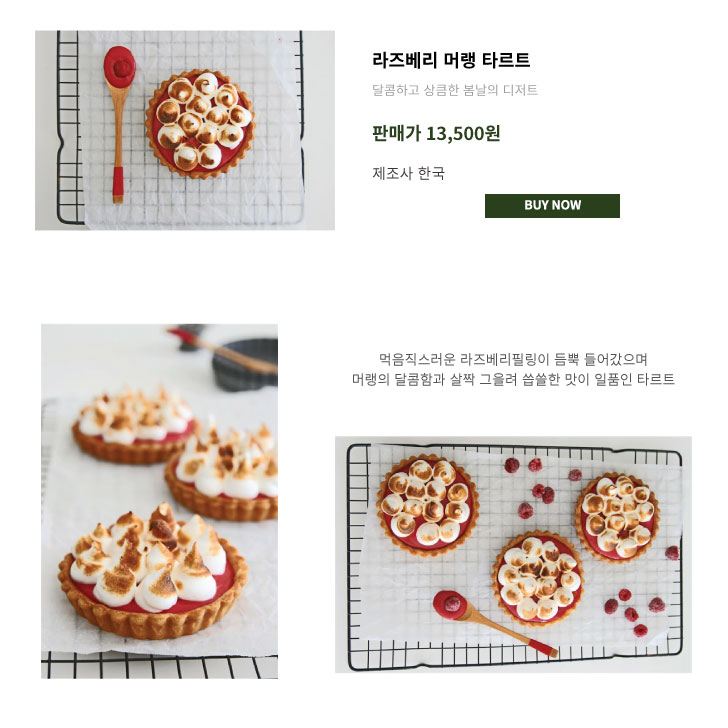 라즈베리 머랭 타르트
달콤하고 상큼한 봄날의 디저트
판매가 13,500원
제조사 한국
BUY NOW
먹음직스러운 라즈베리필링이 듬뿍 들어갔으며
머랭의 달콤함과 살짝 그을려 씁쓸한 맛이 일품인 타르트